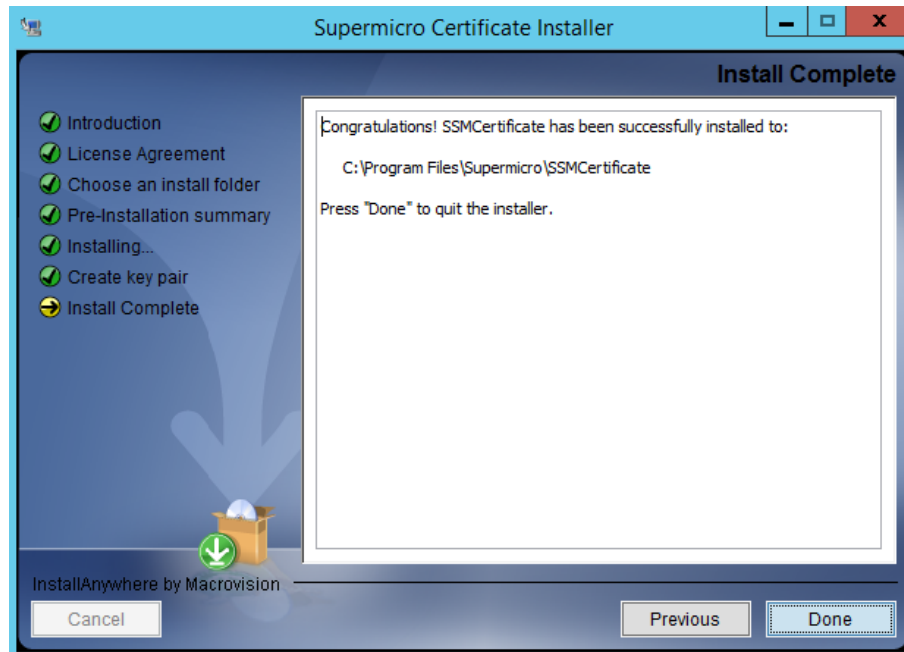 Supermicro Certificate Installer
Install Complete
Introduction
License Agreement
Choose an install folder
Pre-Installation summary
Installing...
Create key pair
Install Complete
Congratulations! SSMCertificate has been successfully installed to:
C:\Program Files\Supermicro\SSMCertificate
Press "Done" to quit the installer.
InstallAnywhere by Macrovision
Cancel
Previous
Done